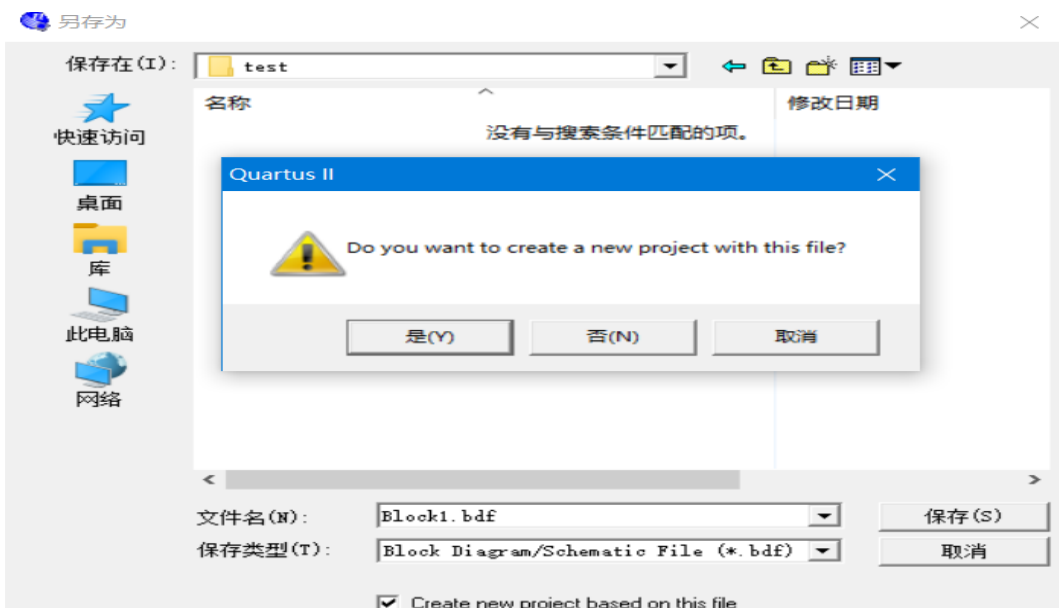 另存为
保存在(I):
test
名称
修改日期
没有与搜索条件匹配的项。
快速访问
桌面
库
此电脑
网络
Quartus II
Do you want to create a new project with this file?
是(Y)
否(N)
取消
文件名(N):
Block1.bdf
保存(S)
保存类型(T):
Block Diagram/Schematic File (*.bdf)
取消
Create new project based on this file